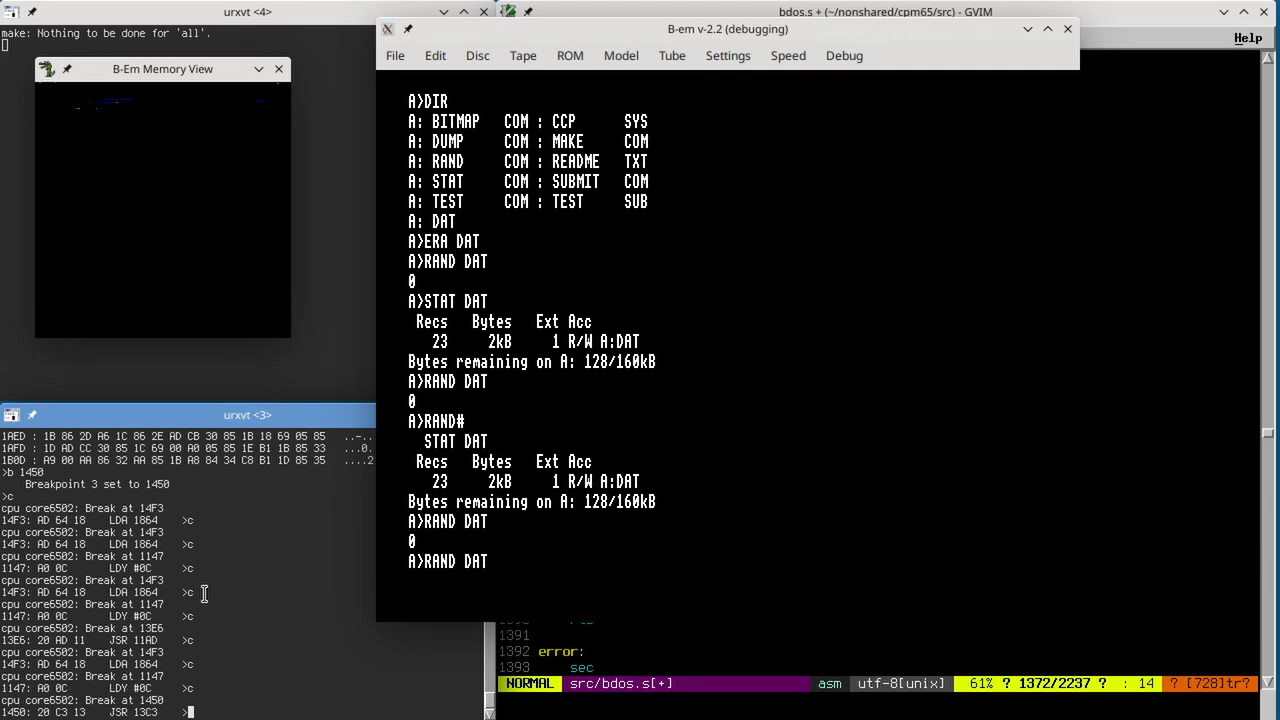 urxvt <4>
make: Nothing to be done for 'all'.
B-Em Memory View
bdos.s + (~/nonshared/cpm65/src) - GVIM
Help
B-em v-2.2 (debugging)
File Edit Disc Tape ROM Model Tube Settings Speed Debug
A>DIR
A: BITMAP   COM : CCP      SYS
A: DUMP     COM : MAKE     COM
A: RAND     COM : README   TXT
A: STAT     COM : SUBMIT   COM
A: TEST     COM : TEST     SUB
A: DAT
A>ERA DAT
A>RAND DAT
0
A>STAT DAT
 Recs   Bytes   Ext Acc
   23     2kB     1 R/W A:DAT
Bytes remaining on A: 128/160kB
A>RAND DAT
0
A>RAND#
  STAT DAT
 Recs   Bytes   Ext Acc
   23     2kB     1 R/W A:DAT
Bytes remaining on A: 128/160kB
A>RAND DAT
0
A>RAND DAT
urxvt <3>
1AED : 1B 86 2D A6 1C 86 2E AD CB 30 85 1B 18 69 05 85   ..-..
1AFD : 1D AD CC 30 85 1C 69 00 A0 05 85 1E B1 1B 85 33   ...0.
1B0D : A9 00 AA 86 32 AA 85 1B A8 84 34 C8 B1 1D 85 35   ....2
>b 1450
    Breakpoint 3 set to 1450
>c
cpu core6502: Break at 14F3
14F3: AD 64 18    LDA 1864    >c
cpu core6502: Break at 14F3
14F3: AD 64 18    LDA 1864    >c
cpu core6502: Break at 1147
1147: A0 0C       LDY #0C     >c
cpu core6502: Break at 14F3
14F3: AD 64 18    LDA 1864    >c
cpu core6502: Break at 1147
1147: A0 0C       LDY #0C     >c
cpu core6502: Break at 13E6
13E6: 20 AD 11    JSR 11AD    >c
cpu core6502: Break at 14F3
14F3: AD 64 18    LDA 1864    >c
cpu core6502: Break at 1147
1147: A0 0C       LDY #0C     >c
cpu core6502: Break at 1450
1450: 20 C3 13    JSR 13C3    >
1391
1392 error:
1393     sec
NORMAL src/bdos.s[+] asm utf-8[unix] 61% ? 1372/2237 ? : 14 ? [728]tr?